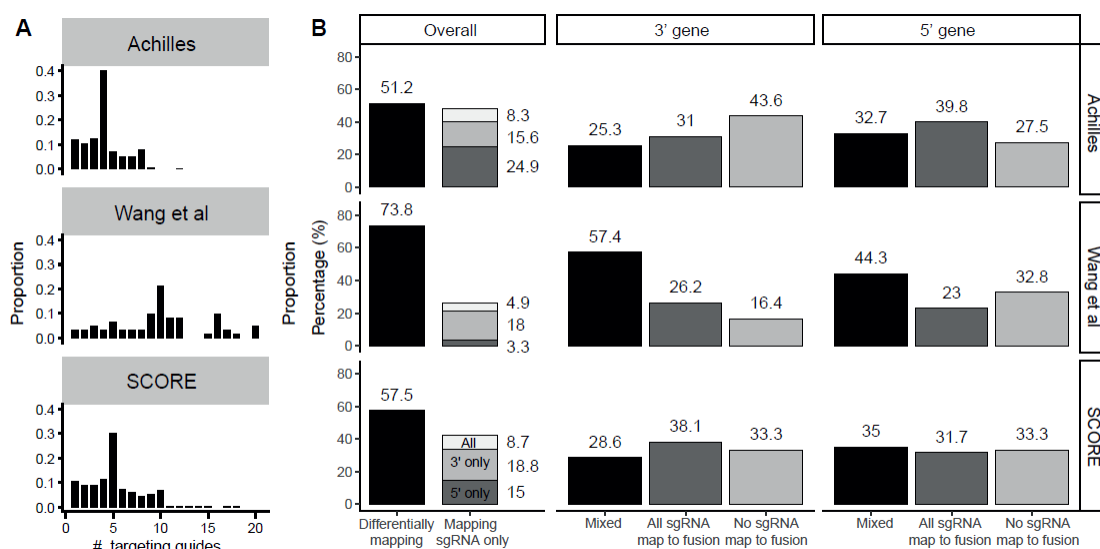 A
B
Achilles
0.4
0.3
0.2
0.1
0.0
Wang et al
0.4
0.3
0.2
0.1
0.0
SCORE
0.4
0.3
0.2
0.1
0.0
0 5 10 15 20
# targeting guides
Proportion
Proportion
Percentage (%)
Overall 3' gene 5' gene
80
60
40
20
0
51.2
8.3
15.6
24.9
25.3 31 43.6
32.7 39.8 27.5
Achilles
80
60
40
20
0
73.8
4.9
18
3.3
57.4 26.2 16.4
44.3 23 32.8
Wang et al
80
60
40
20
0
57.5
All 8.7
3' only 18.8
5' only 15
28.6 38.1 33.3
35 31.7 33.3
SCORE
Differentially mapping
Mapping sgRNA only
Mixed
All sgRNA map to fusion
No sgRNA map to fusion
Mixed
All sgRNA map to fusion
No sgRNA map to fusion